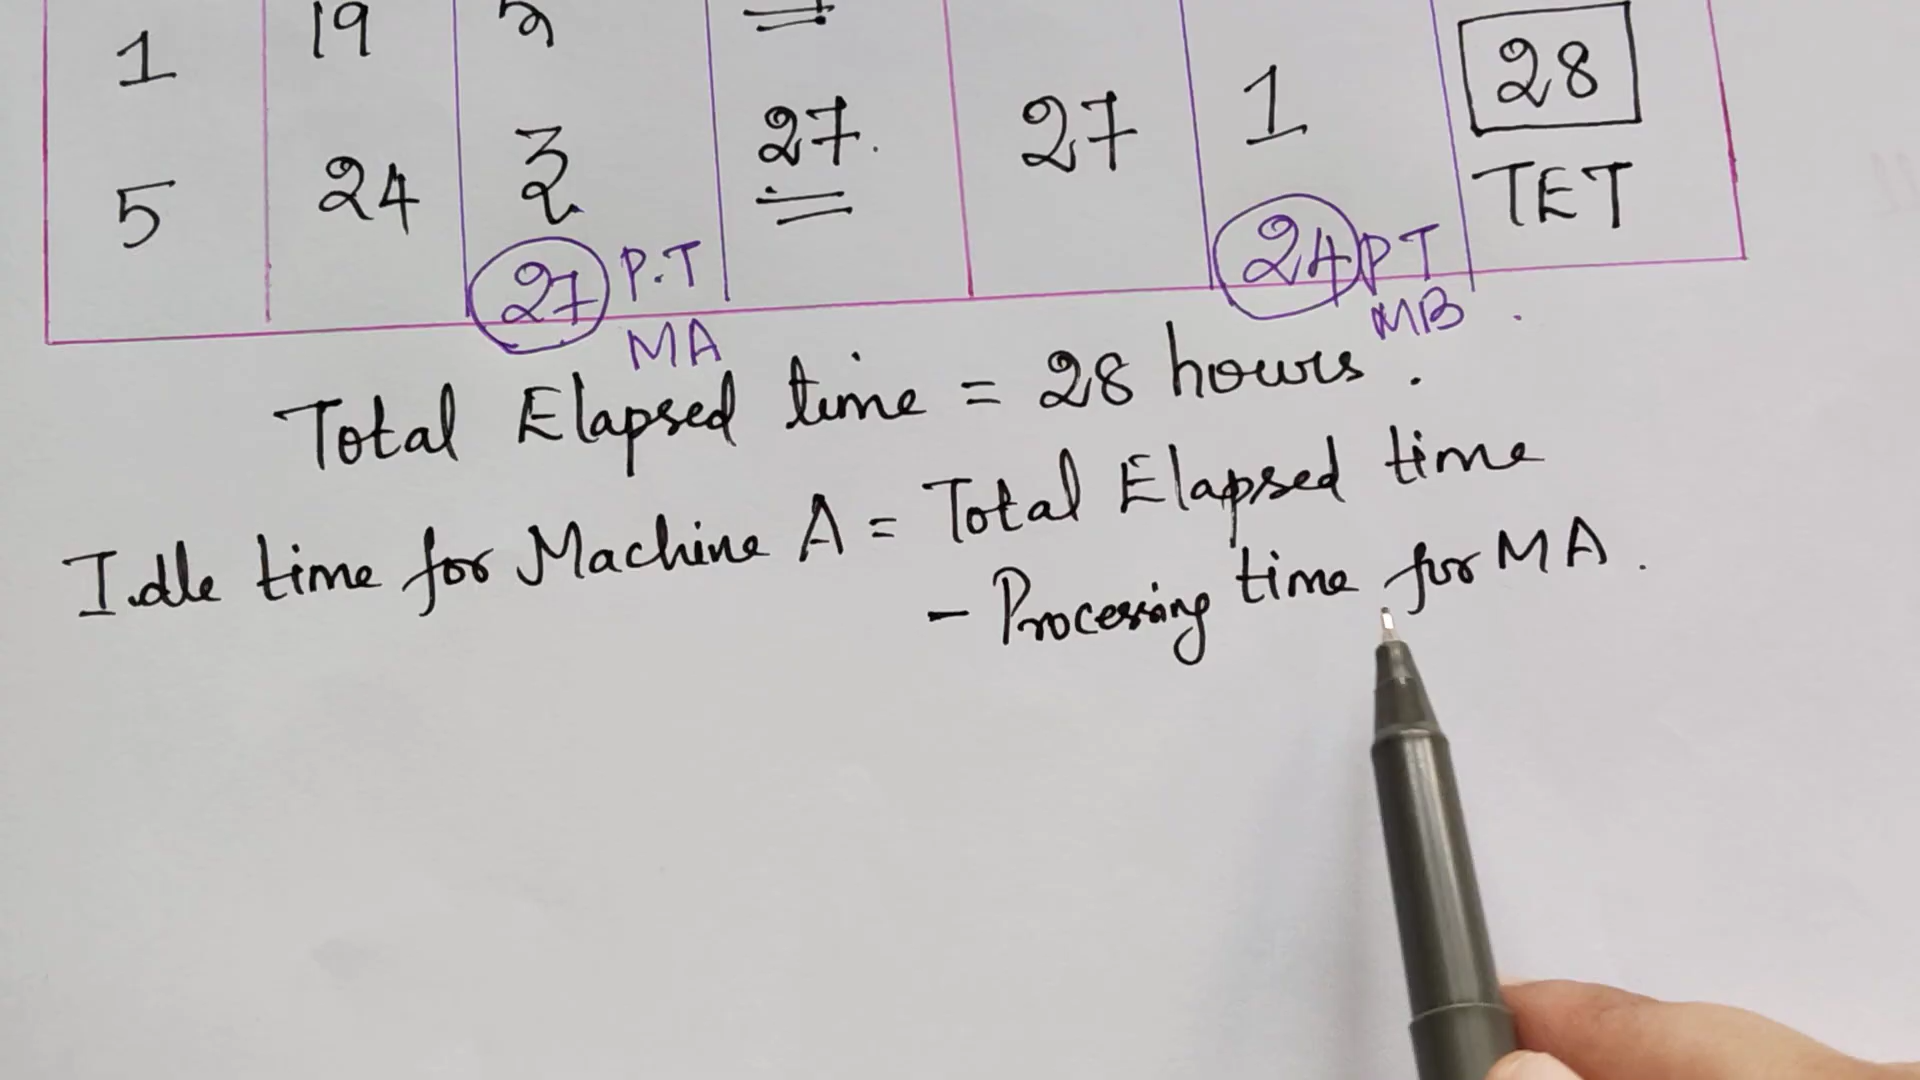 1 19 28
27. 27 1
5 24 3 TET
2
27 P.T 24 PT
MA MB
Total Elapsed time = 28 hours.
Idle time for Machine A = Total Elapsed time
- Processing time for MA.